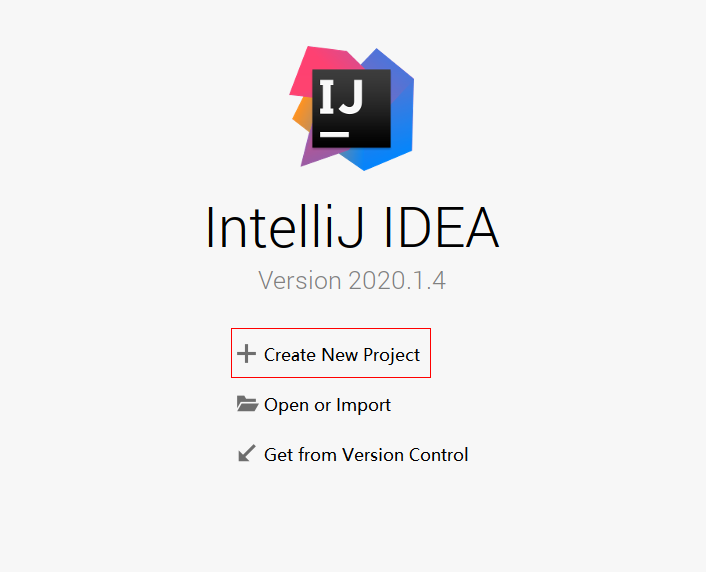 IJ
IntelliJ IDEA
Version 2020.1.4
Create New Project
Open or Import
Get from Version Control